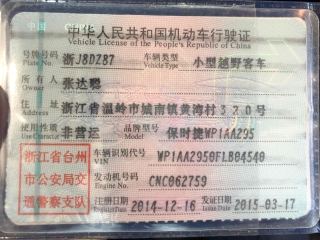 中华人民共和国机动车行驶证
Vehicle License of the People's Republic of China
号牌号码 浙J8DZ87 车辆类型 小型越野客车
Plate No. Vehicle Type
所有人 张达聪
Owner
住址 浙江省温岭市城南镇黄湾村320号
Address
使用性质 非营运 品牌型号 保时捷WP1AA295
Use Character Model
浙江省台州市公安局交通警察支队
车辆识别代号 WP1AA2950FLB04540
VIN
发动机号码 CNC062759
Engine No.
注册日期 2014-12-16 发证日期 2015-03-17
Issue Date